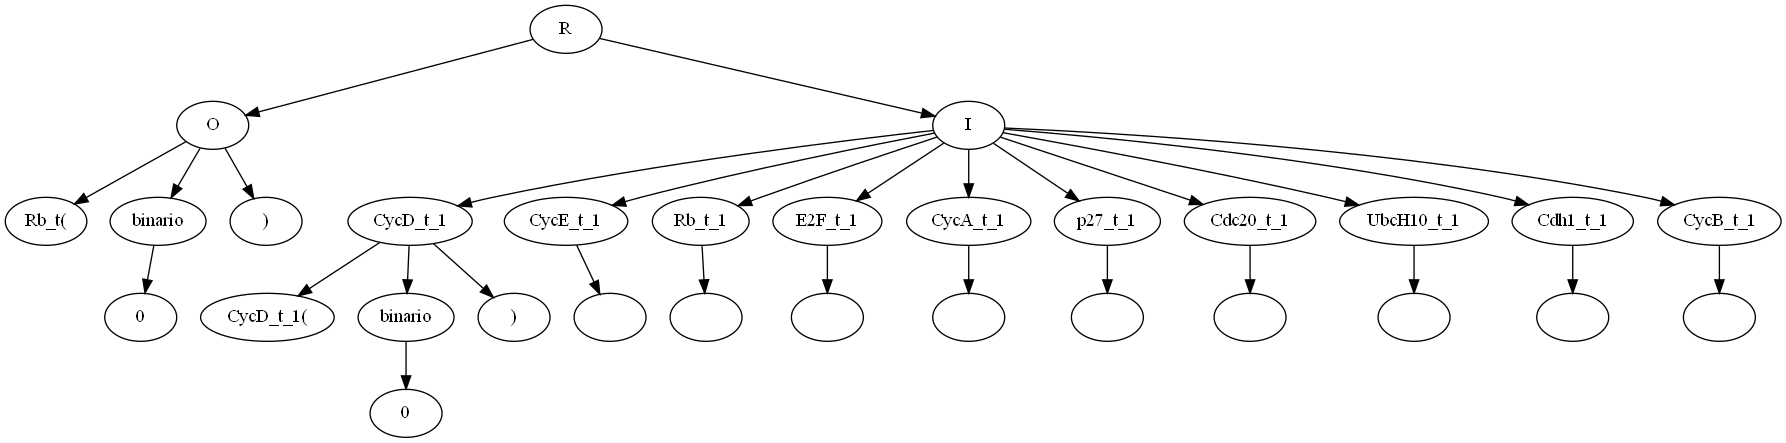 R
O
I
Rb_t(
binario
)
CycD_t_1
CycE_t_1
Rb_t_1
E2F_t_1
CycA_t_1
p27_t_1
Cdc20_t_1
UbcH10_t_1
Cdh1_t_1
CycB_t_1
0
CycD_t_1(
binario
)
0